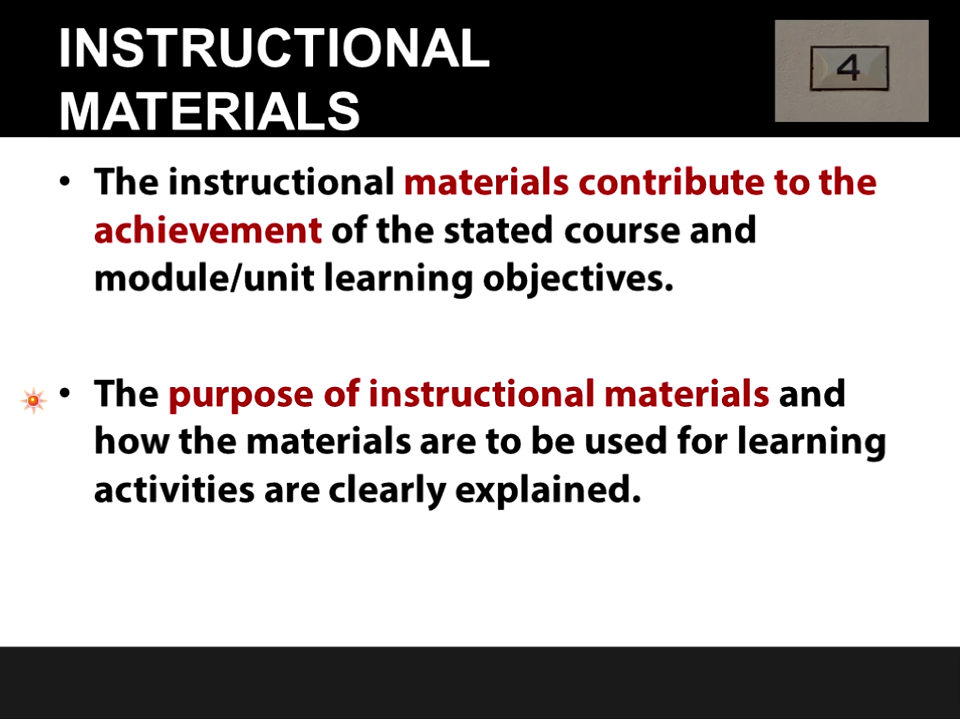 INSTRUCTIONAL
MATERIALS
4
• The instructional materials contribute to the
achievement of the stated course and
module/unit learning objectives.
• The purpose of instructional materials and
how the materials are to be used for learning
activities are clearly explained.